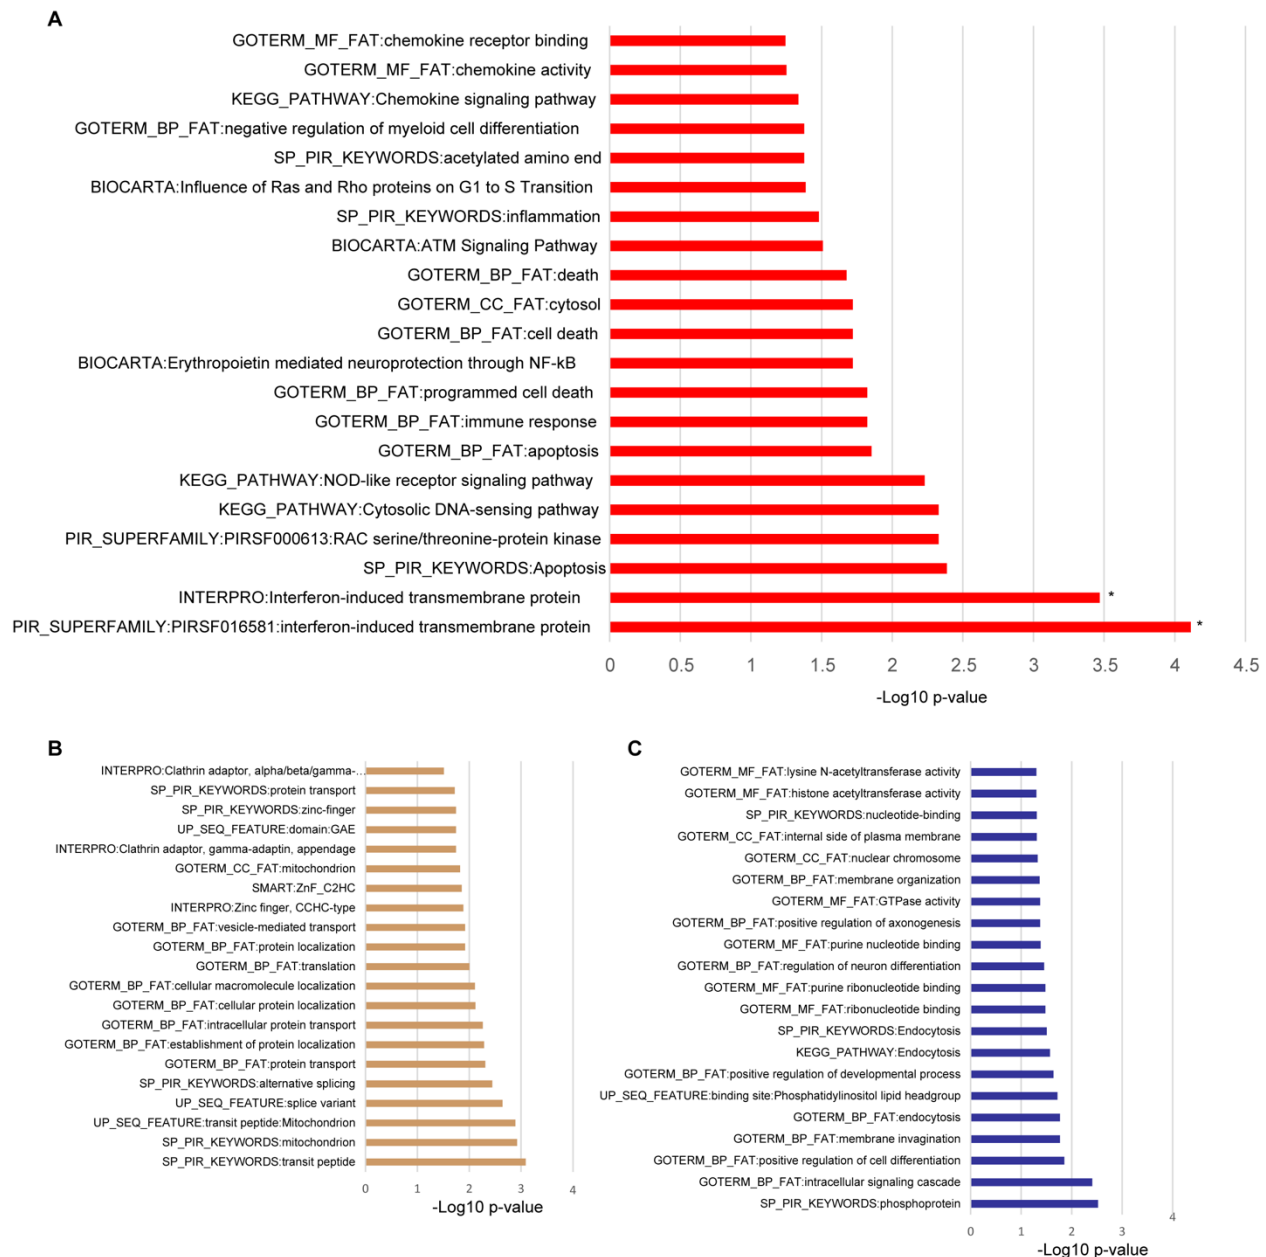 A
GOTERM_MF_FAT:chemokine receptor binding
GOTERM_MF_FAT:chemokine activity
KEGG_PATHWAY:Chemokine signaling pathway
GOTERM_BP_FAT:negative regulation of myeloid cell differentiation
SP_PIR_KEYWORDS:acetylated amino end
BIOCARTA:Influence of Ras and Rho proteins on G1 to S Transition
SP_PIR_KEYWORDS:inflammation
BIOCARTA:ATM Signaling Pathway
GOTERM_BP_FAT:death
GOTERM_CC_FAT:cytosol
GOTERM_BP_FAT:cell death
BIOCARTA:Erythropoietin mediated neuroprotection through NF-kB
GOTERM_BP_FAT:programmed cell death
GOTERM_BP_FAT:immune response
GOTERM_BP_FAT:apoptosis
KEGG_PATHWAY:NOD-like receptor signaling pathway
KEGG_PATHWAY:Cytosolic DNA-sensing pathway
PIR_SUPERFAMILY:PIRSF000613:RAC serine/threonine-protein kinase
SP_PIR_KEYWORDS:Apoptosis
INTERPRO:Interferon-induced transmembrane protein *
PIR_SUPERFAMILY:PIRSF016581:interferon-induced transmembrane protein *
0 0.5 1 1.5 2 2.5 3 3.5 4 4.5
-Log10 p-value
B
INTERPRO:Clathrin adaptor, alpha/beta/gamma-...
SP_PIR_KEYWORDS:protein transport
SP_PIR_KEYWORDS:zinc-finger
UP_SEQ_FEATURE:domain:GAE
INTERPRO:Clathrin adaptor, gamma-adaptin, appendage
GOTERM_CC_FAT:mitochondrion
SMART:ZnF_C2HC
INTERPRO:Zinc finger, CCHC-type
GOTERM_BP_FAT:vesicle-mediated transport
GOTERM_BP_FAT:protein localization
GOTERM_BP_FAT:translation
GOTERM_BP_FAT:cellular macromolecule localization
GOTERM_BP_FAT:cellular protein localization
GOTERM_BP_FAT:intracellular protein transport
GOTERM_BP_FAT:establishment of protein localization
GOTERM_BP_FAT:protein transport
SP_PIR_KEYWORDS:alternative splicing
UP_SEQ_FEATURE:splice variant
UP_SEQ_FEATURE:transit peptide:Mitochondrion
SP_PIR_KEYWORDS:mitochondrion
SP_PIR_KEYWORDS:transit peptide
0 1 2 3 4
-Log10 p-value
C
GOTERM_MF_FAT:lysine N-acetyltransferase activity
GOTERM_MF_FAT:histone acetyltransferase activity
SP_PIR_KEYWORDS:nucleotide-binding
GOTERM_CC_FAT:internal side of plasma membrane
GOTERM_CC_FAT:nuclear chromosome
GOTERM_BP_FAT:membrane organization
GOTERM_MF_FAT:GTPase activity
GOTERM_BP_FAT:positive regulation of axonogenesis
GOTERM_MF_FAT:purine nucleotide binding
GOTERM_BP_FAT:regulation of neuron differentiation
GOTERM_MF_FAT:purine ribonucleotide binding
GOTERM_MF_FAT:ribonucleotide binding
SP_PIR_KEYWORDS:Endocytosis
KEGG_PATHWAY:Endocytosis
GOTERM_BP_FAT:positive regulation of developmental process
UP_SEQ_FEATURE:binding site:Phosphatidylinositol lipid headgroup
GOTERM_BP_FAT:endocytosis
GOTERM_BP_FAT:membrane invagination
GOTERM_BP_FAT:positive regulation of cell differentiation
GOTERM_BP_FAT:intracellular signaling cascade
SP_PIR_KEYWORDS:phosphoprotein
0 1 2 3 4
-Log10 p-value